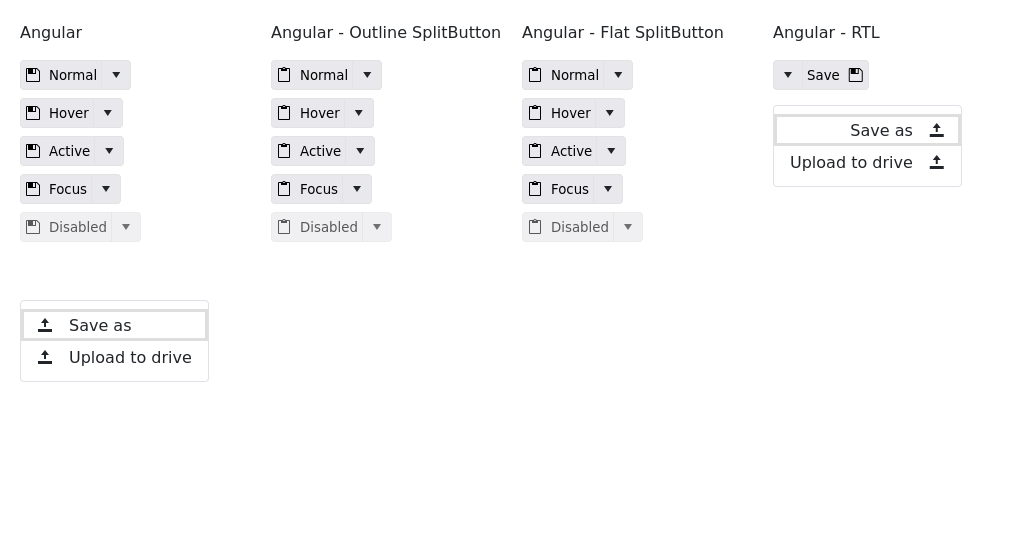 Angular
Normal
Hover
Active
Focus
Disabled
Save as
Upload to drive
Angular - Outline SplitButton
Normal
Hover
Active
Focus
Disabled
Angular - Flat SplitButton
Normal
Hover
Active
Focus
Disabled
Angular - RTL
Save
Save as
Upload to drive